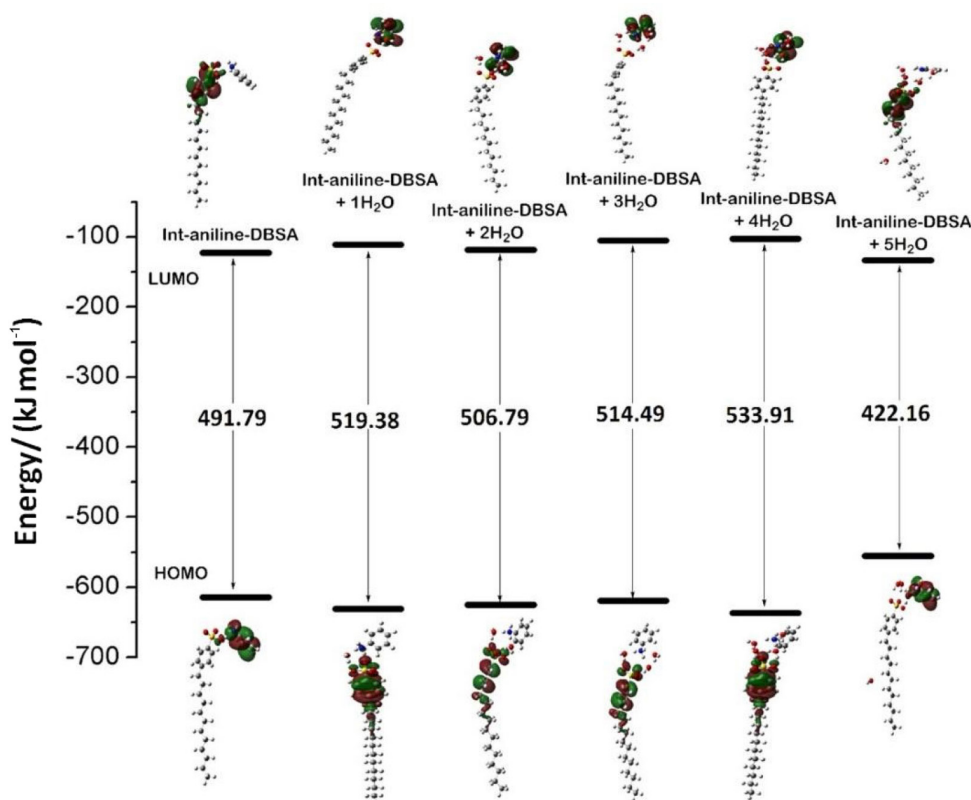 Int-aniline-DBSA
Int-aniline-DBSA
+ 1H₂O
Int-aniline-DBSA
+ 2H₂O
Int-aniline-DBSA
+ 3H₂O
Int-aniline-DBSA
+ 4H₂O
Int-aniline-DBSA
+ 5H₂O
LUMO
Energy/(kJ mol⁻¹)
-100
-200
-300
-400
-500
-600
-700
491.79
519.38
506.79
514.49
533.91
422.16
HOMO